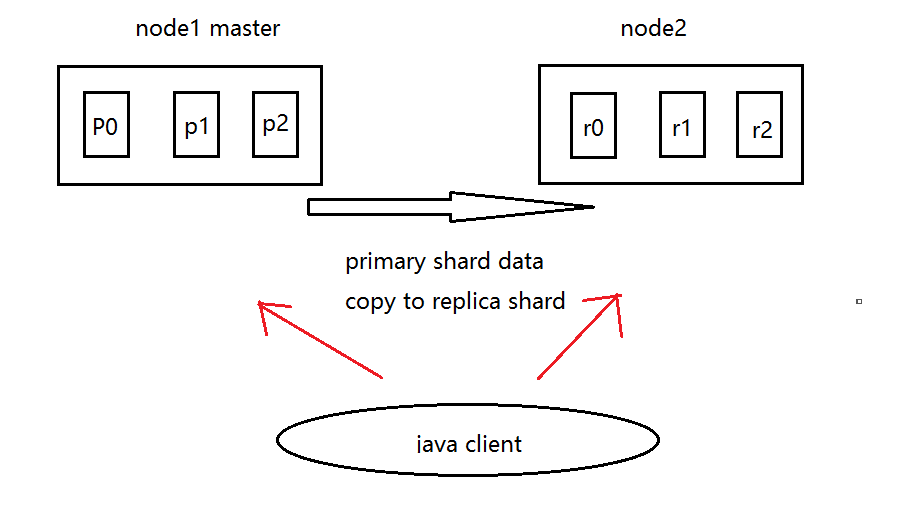 node1 master
node2
P0
p1
p2
r0
r1
r2
primary shard data
copy to replica shard
java client